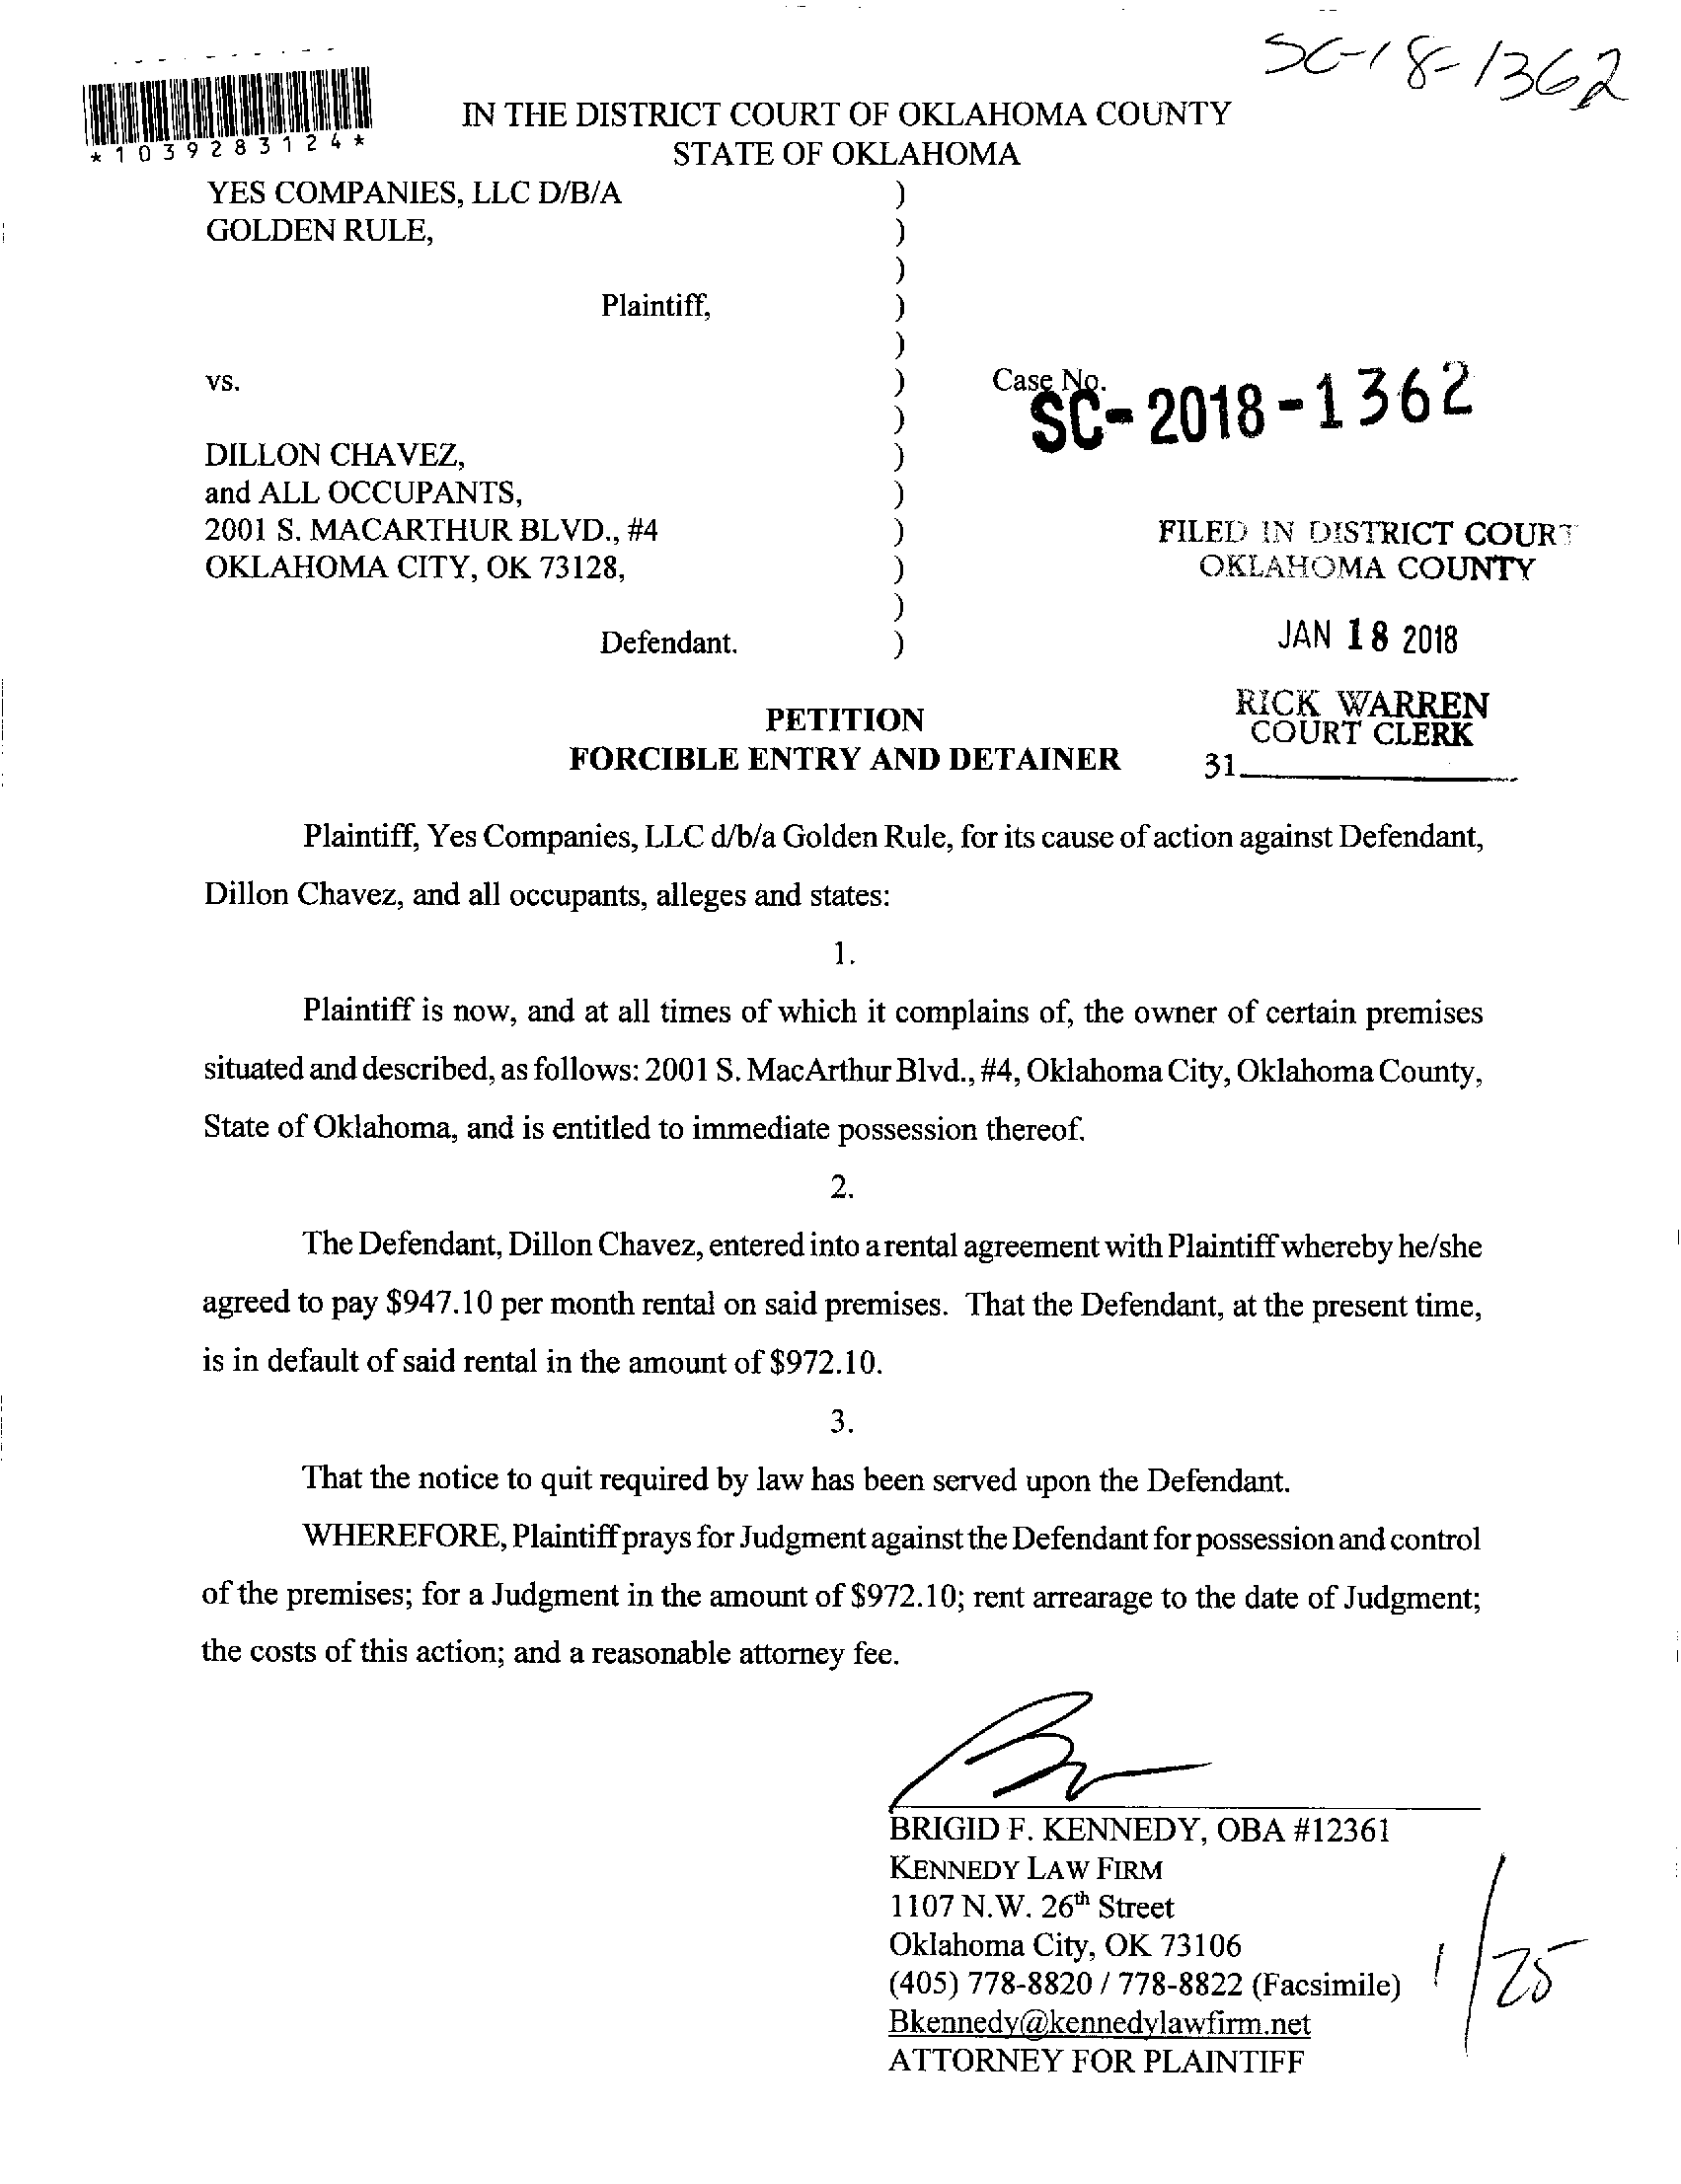 SC-18-1362
*1039283124*
IN THE DISTRICT COURT OF OKLAHOMA COUNTY
STATE OF OKLAHOMA
YES COMPANIES, LLC D/B/A )
GOLDEN RULE, )
)
Plaintiff, )
)
vs. ) Case No.
) SC-2018-1362
DILLON CHAVEZ, )
and ALL OCCUPANTS, )
2001 S. MACARTHUR BLVD., #4 ) FILED IN DISTRICT COURT
OKLAHOMA CITY, OK 73128, ) OKLAHOMA COUNTY
)
Defendant. ) JAN 18 2018
RICK WARREN
PETITION
COURT CLERK
FORCIBLE ENTRY AND DETAINER
31
Plaintiff, Yes Companies, LLC d/b/a Golden Rule, for its cause of action against Defendant,
Dillon Chavez, and all occupants, alleges and states:
1.
Plaintiff is now, and at all times of which it complains of, the owner of certain premises
situated and described, as follows: 2001 S. MacArthur Blvd., #4, Oklahoma City, Oklahoma County,
State of Oklahoma, and is entitled to immediate possession thereof.
2.
The Defendant, Dillon Chavez, entered into a rental agreement with Plaintiff whereby he/she
agreed to pay $947.10 per month rental on said premises. That the Defendant, at the present time,
is in default of said rental in the amount of $972.10.
3.
That the notice to quit required by law has been served upon the Defendant.
WHEREFORE, Plaintiff prays for Judgment against the Defendant for possession and control
of the premises; for a Judgment in the amount of $972.10; rent arrearage to the date of Judgment;
the costs of this action; and a reasonable attorney fee.
BRIGID F. KENNEDY, OBA #12361
KENNEDY LAW FIRM
1107 N.W. 26th Street
Oklahoma City, OK 73106
(405) 778-8820 / 778-8822 (Facsimile)
1/25
Bkennedy@kennedylawfirm.net
ATTORNEY FOR PLAINTIFF